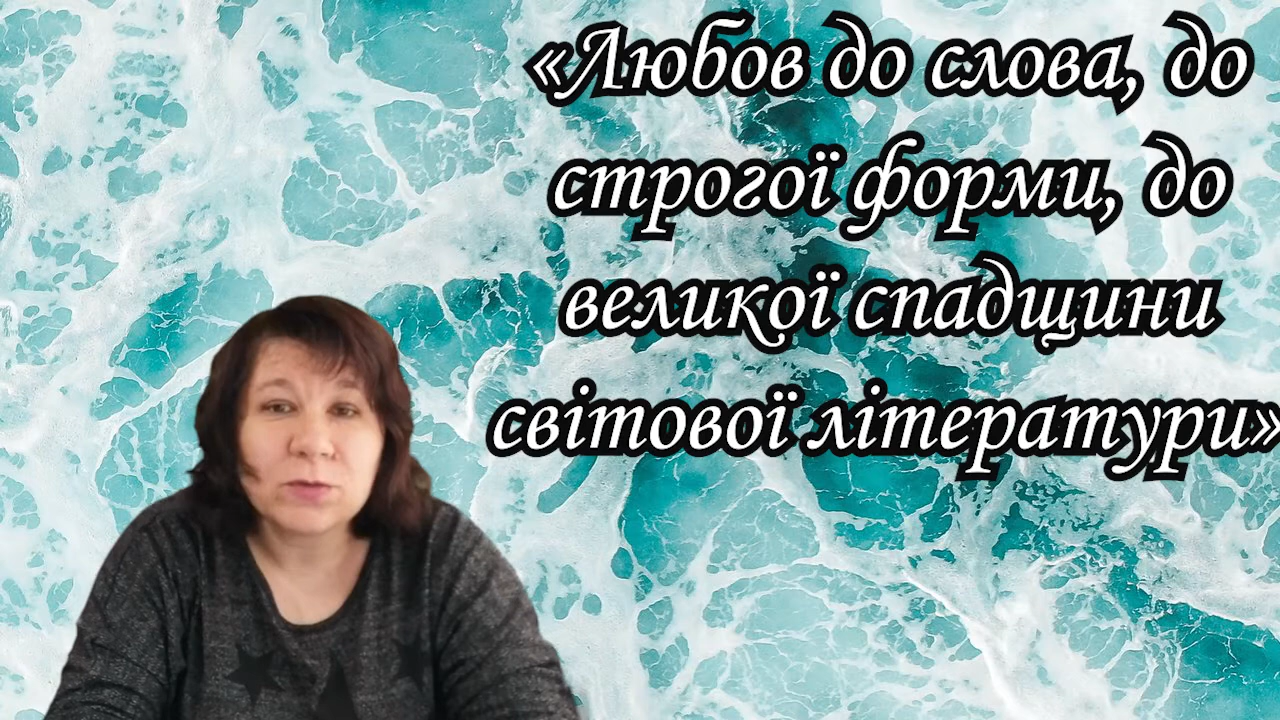 «Любов до слова, до
строгої форми, до
великої спадщини
світової літератури»